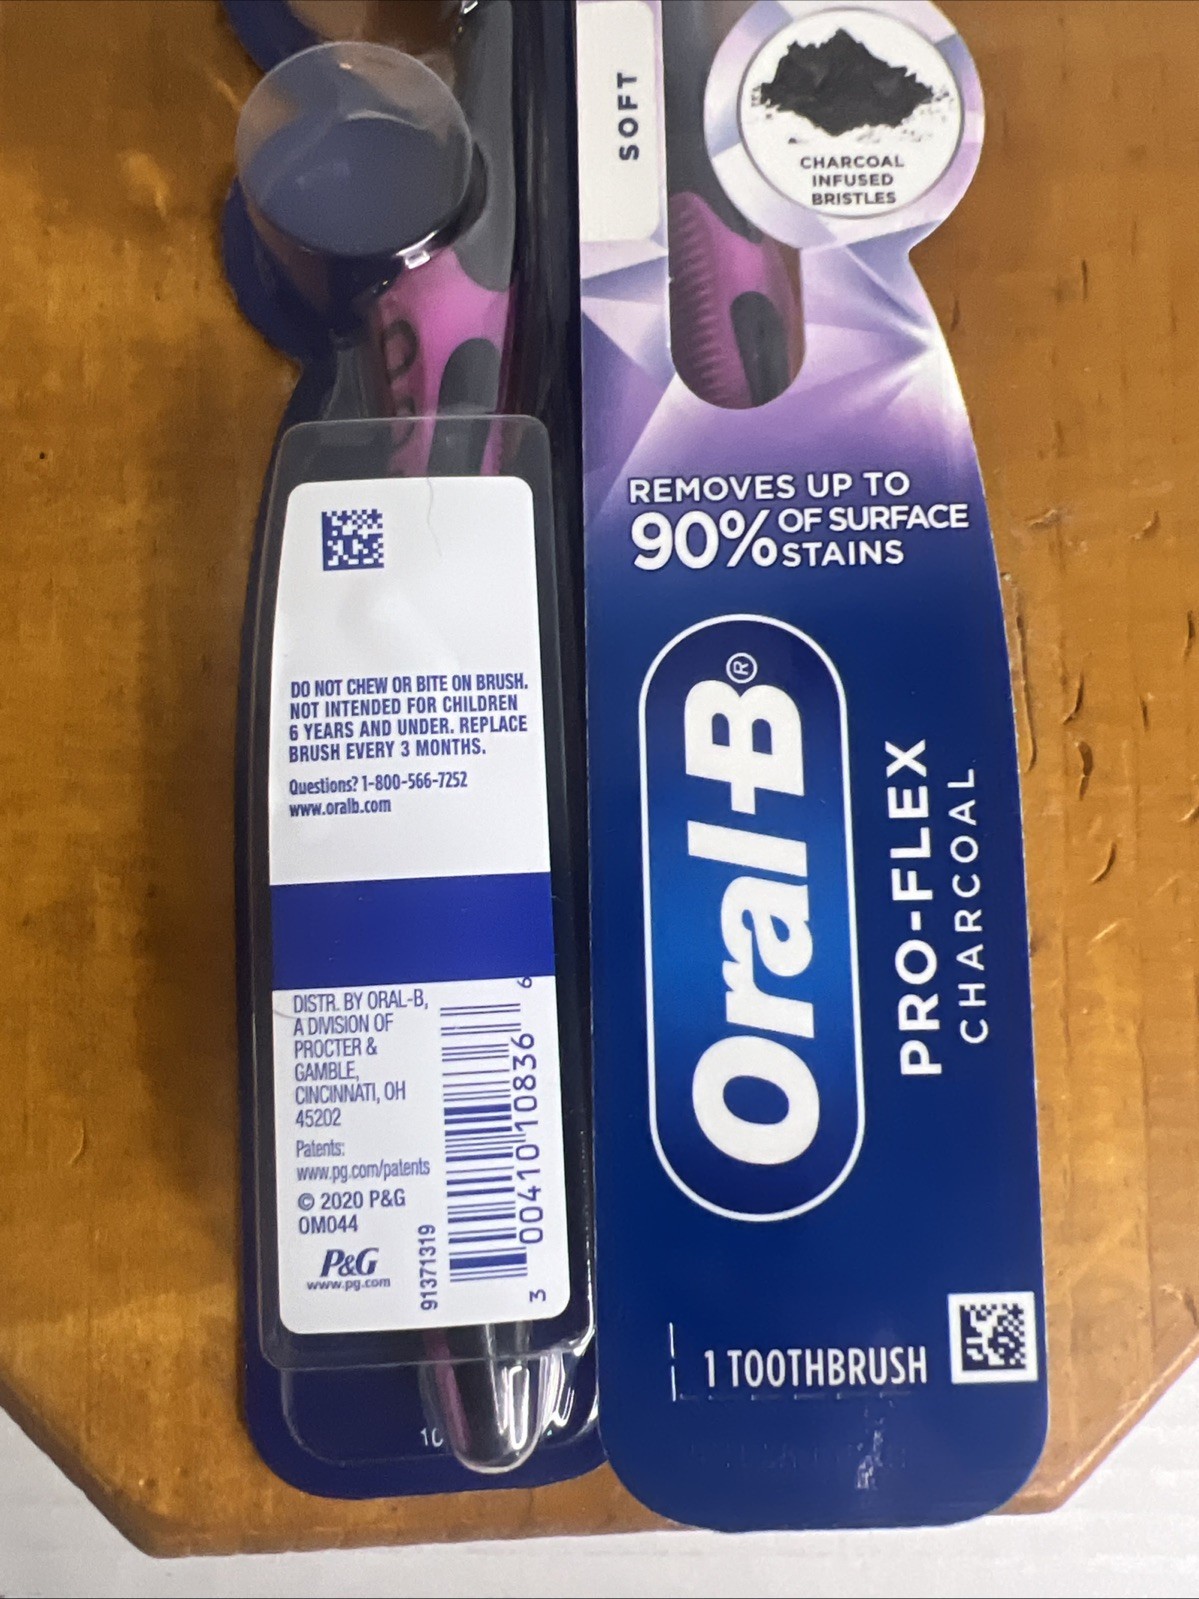 DO NOT CHEW OR BITE ON BRUSH.
NOT INTENDED FOR CHILDREN
6 YEARS AND UNDER. REPLACE
BRUSH EVERY 3 MONTHS.
Questions? 1-800-566-7252
www.oralb.com
DISTR. BY ORAL-B,
A DIVISION OF
PROCTER &
GAMBLE,
CINCINNATI, OH
45202
Patents:
www.pg.com/patents
© 2020 P&G
OM044
P&G
www.pg.com
91371319
3 00410 10836 6
SOFT
CHARCOAL
INFUSED
BRISTLES
REMOVES UP TO
90% OF SURFACE
STAINS
Oral-B®
PRO-FLEX
CHARCOAL
1 TOOTHBRUSH